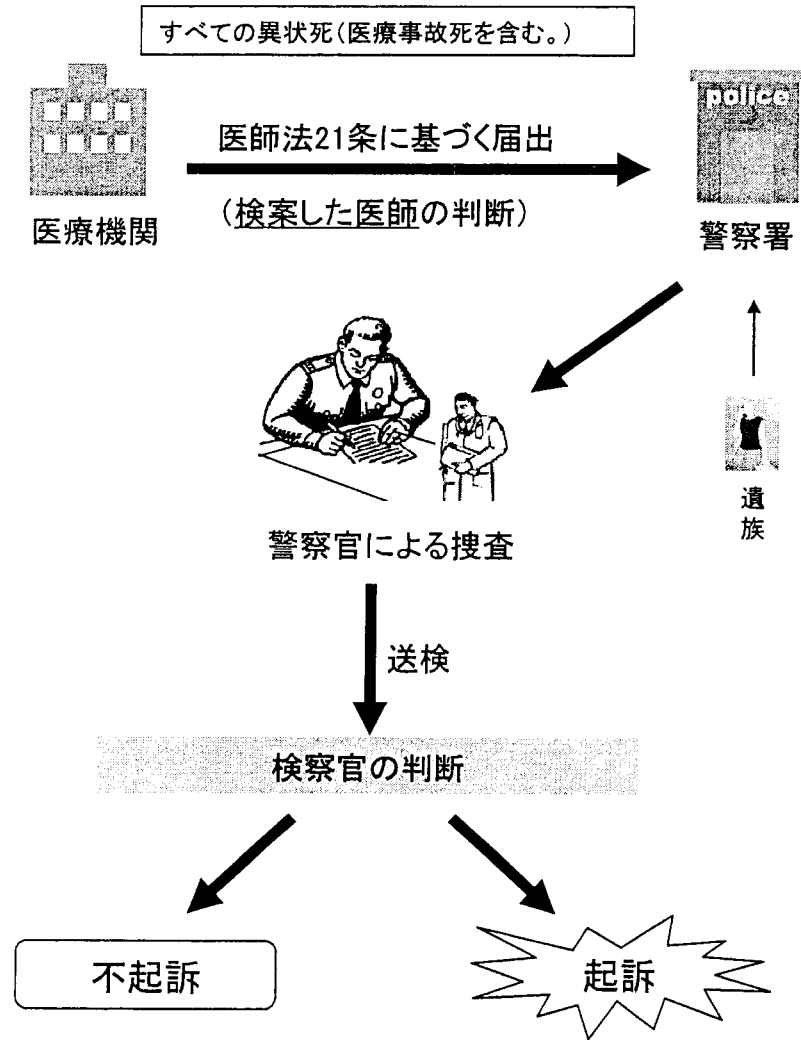 すべての異状死(医療事故死を含む。)
police
医師法21条に基づく届出
(検案した医師の判断)
医療機関
警察署
遺族
警察官による捜査
送検
検察官の判断
不起訴
起訴